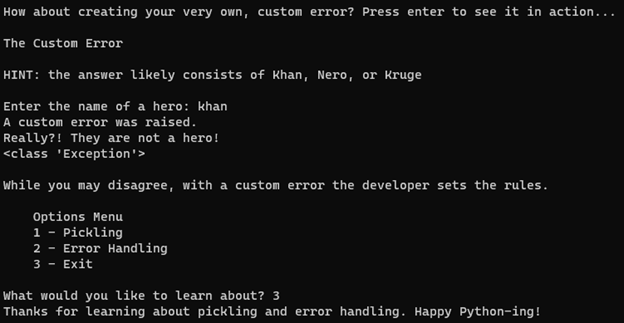 How about creating your very own, custom error? Press enter to see it in action...
The Custom Error
HINT: the answer likely consists of Khan, Nero, or Kruge
Enter the name of a hero: khan
A custom error was raised.
Really?! They are not a hero!
<class 'Exception'>
While you may disagree, with a custom error the developer sets the rules.
Options Menu
1 - Pickling
2 - Error Handling
3 - Exit
What would you like to learn about? 3
Thanks for learning about pickling and error handling. Happy Python-ing!